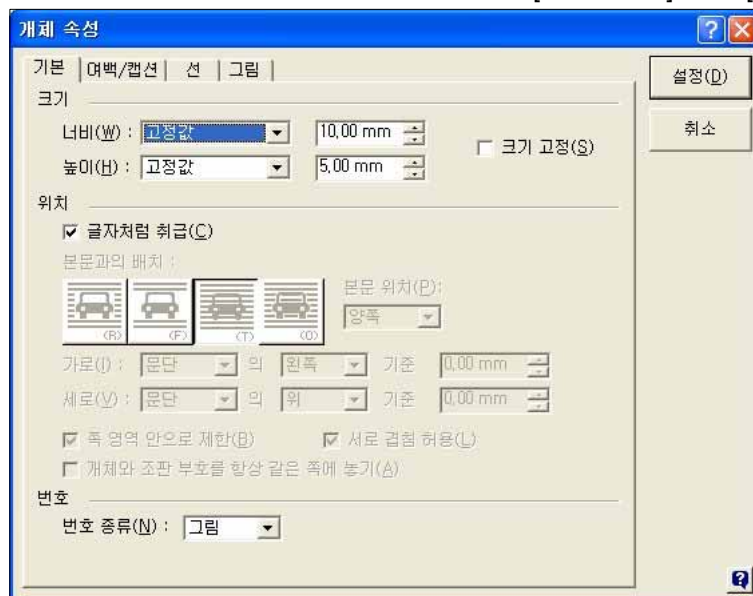 개체 속성
기본 여백/캡션 선 그림
설정(D)
취소
크기
너비(W) : 고정값 10,00 mm
높이(H) : 고정값 5,00 mm
크기 고정(S)
위치
글자처럼 취급(C)
본문과의 배치 :
(R) (F) (T) (O)
본문 위치(P):
양쪽
가로(I) : 문단 의 왼쪽 기준 0,00 mm
세로(V) : 문단 의 위 기준 0,00 mm
쪽 영역 안으로 제한(B) 서로 겹침 허용(L)
개체와 조판 부호를 항상 같은 쪽에 놓기(A)
번호
번호 종류(N) : 그림